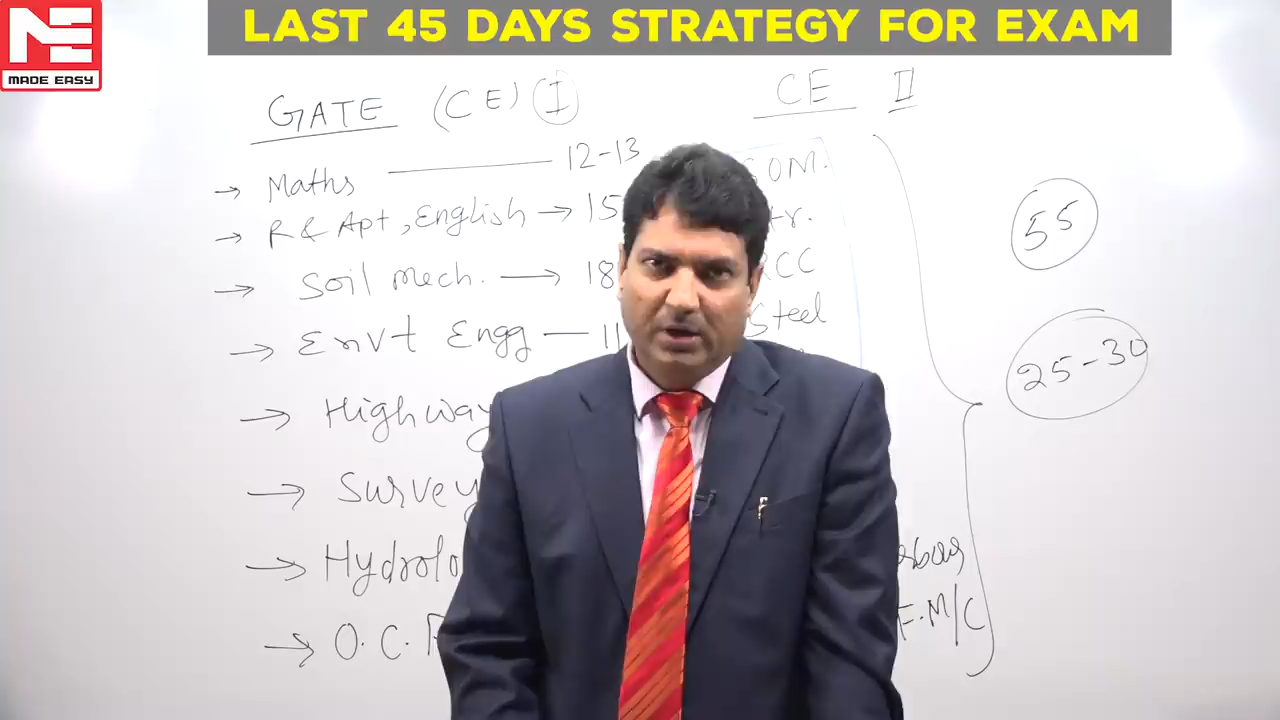 LAST 45 DAYS STRATEGY FOR EXAM
ME
MADE EASY
GATE (CE) I
→ Maths — 12-13
→ R & Apt, English → 15
→ Soil Mech. → 18
→ Envt Engg — 11
→ Highway
→ Survey
→ O. C.
CE II
SOM.
RCC
Steel
F. M/C
55
25-30